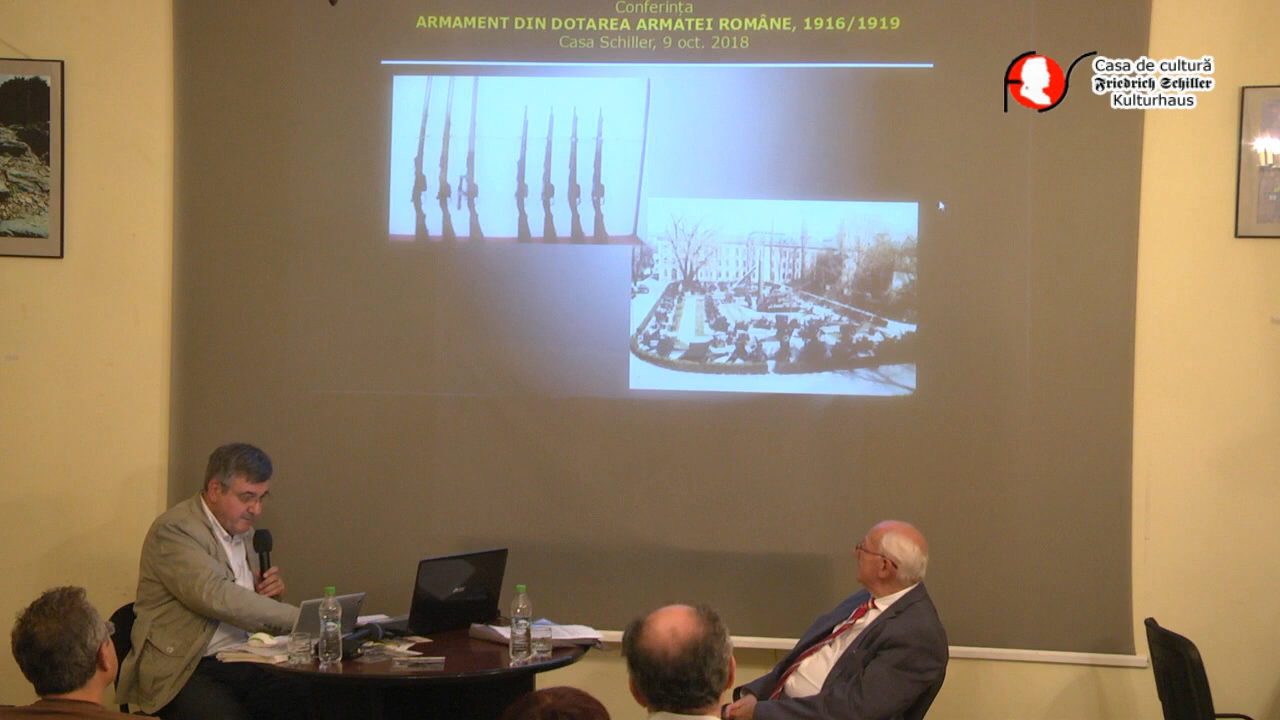 Conferința
ARMAMENT DIN DOTAREA ARMATEI ROMÂNE, 1916/1919
Casa Schiller, 9 oct. 2018
Casa de cultură
Friedrich Schiller
Kulturhaus